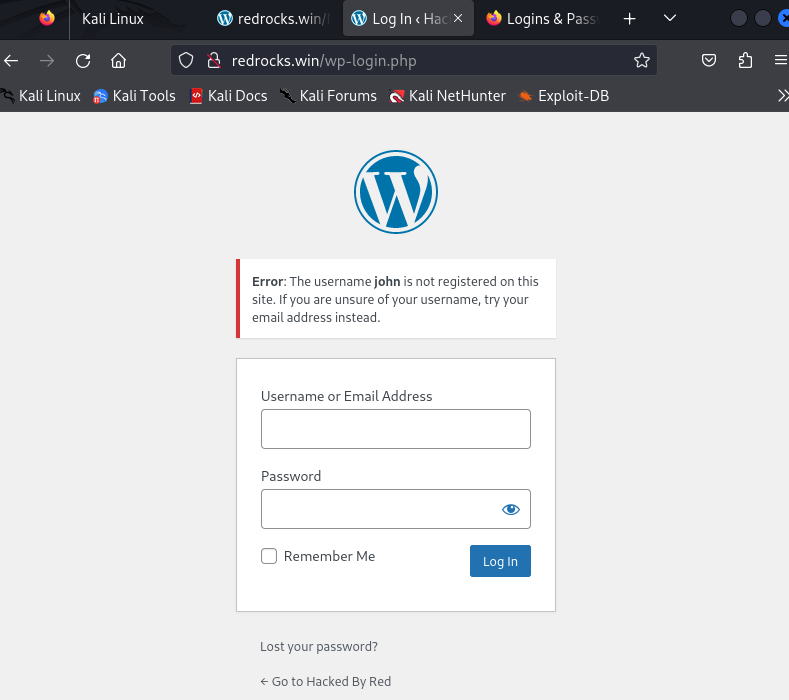 Kali Linux
redrocks.win/
Log In ‹ Hac
Logins & Pass
redrocks.win/wp-login.php
Kali Linux
Kali Tools
Kali Docs
Kali Forums
Kali NetHunter
Exploit-DB
Error: The username john is not registered on this
site. If you are unsure of your username, try your
email address instead.
Username or Email Address
Password
Remember Me
Log In
Lost your password?
← Go to Hacked By Red